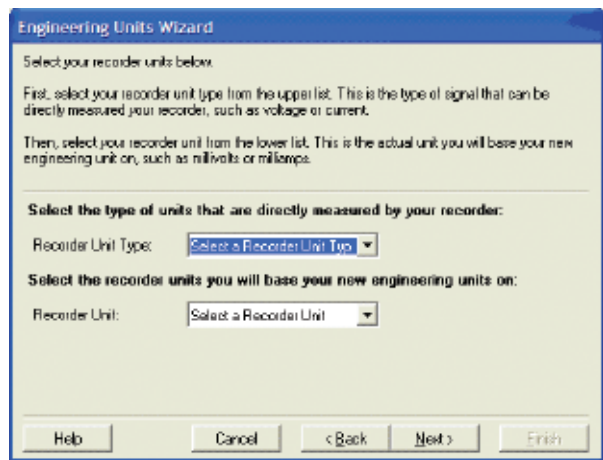 Engineering Units Wizard
Select your recorder units below.
First, select your recorder unit type from the upper list. This is the type of signal that can be
directly measured your recorder, such as voltage or current.
Then, select your recorder unit from the lower list. This is the actual unit you will base your new
engineering unit on, such as millivolts or milliamps.
Select the type of units that are directly measured by your recorder:
Recorder Unit Type: Select a Recorder Unit Typ
Select the recorder units you will base your new engineering units on:
Recorder Unit: Select a Recorder Unit
Help Cancel < Back Next > Finish